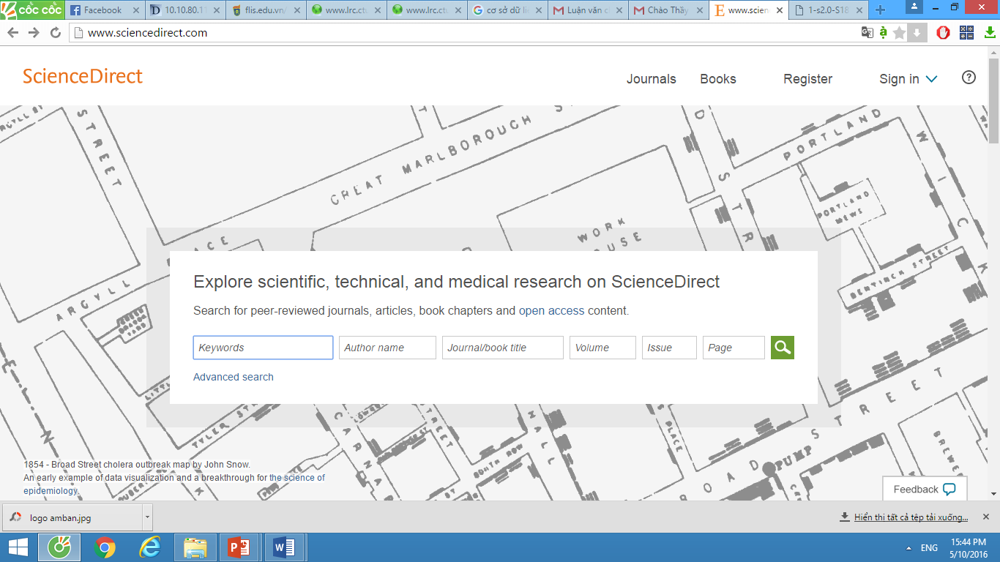 cốc cốc
Facebook
10.10.80.11
flis.edu.vn/
www.lrc.ctu
www.lrc.ctu
cơ sở dữ l
Luận văn c
Chào Thầy
www.scien
1-s2.0-S18
www.sciencedirect.com
ScienceDirect
Journals
Books
Register
Sign in
STREET
GREAT MARLBOROUGH S
PORTLAND
PORTLAND
MEWS
WORK
BENTINCK STREET
ARGYLL
Explore scientific, technical, and medical research on ScienceDirect
Search for peer-reviewed journals, articles, book chapters and open access content.
Keywords
Author name
Journal/book title
Volume
Issue
Page
Advanced search
TYLER ST
STREET
PLACE
SOUTH ROW
PUMP
1854 - Broad Street cholera outbreak map by John Snow.
An early example of data visualization and a breakthrough for the science of
epidemiology.
Feedback
logo amban.jpg
Hiển thị tất cả tệp tải xuống...
ENG
15:44 PM
5/10/2016